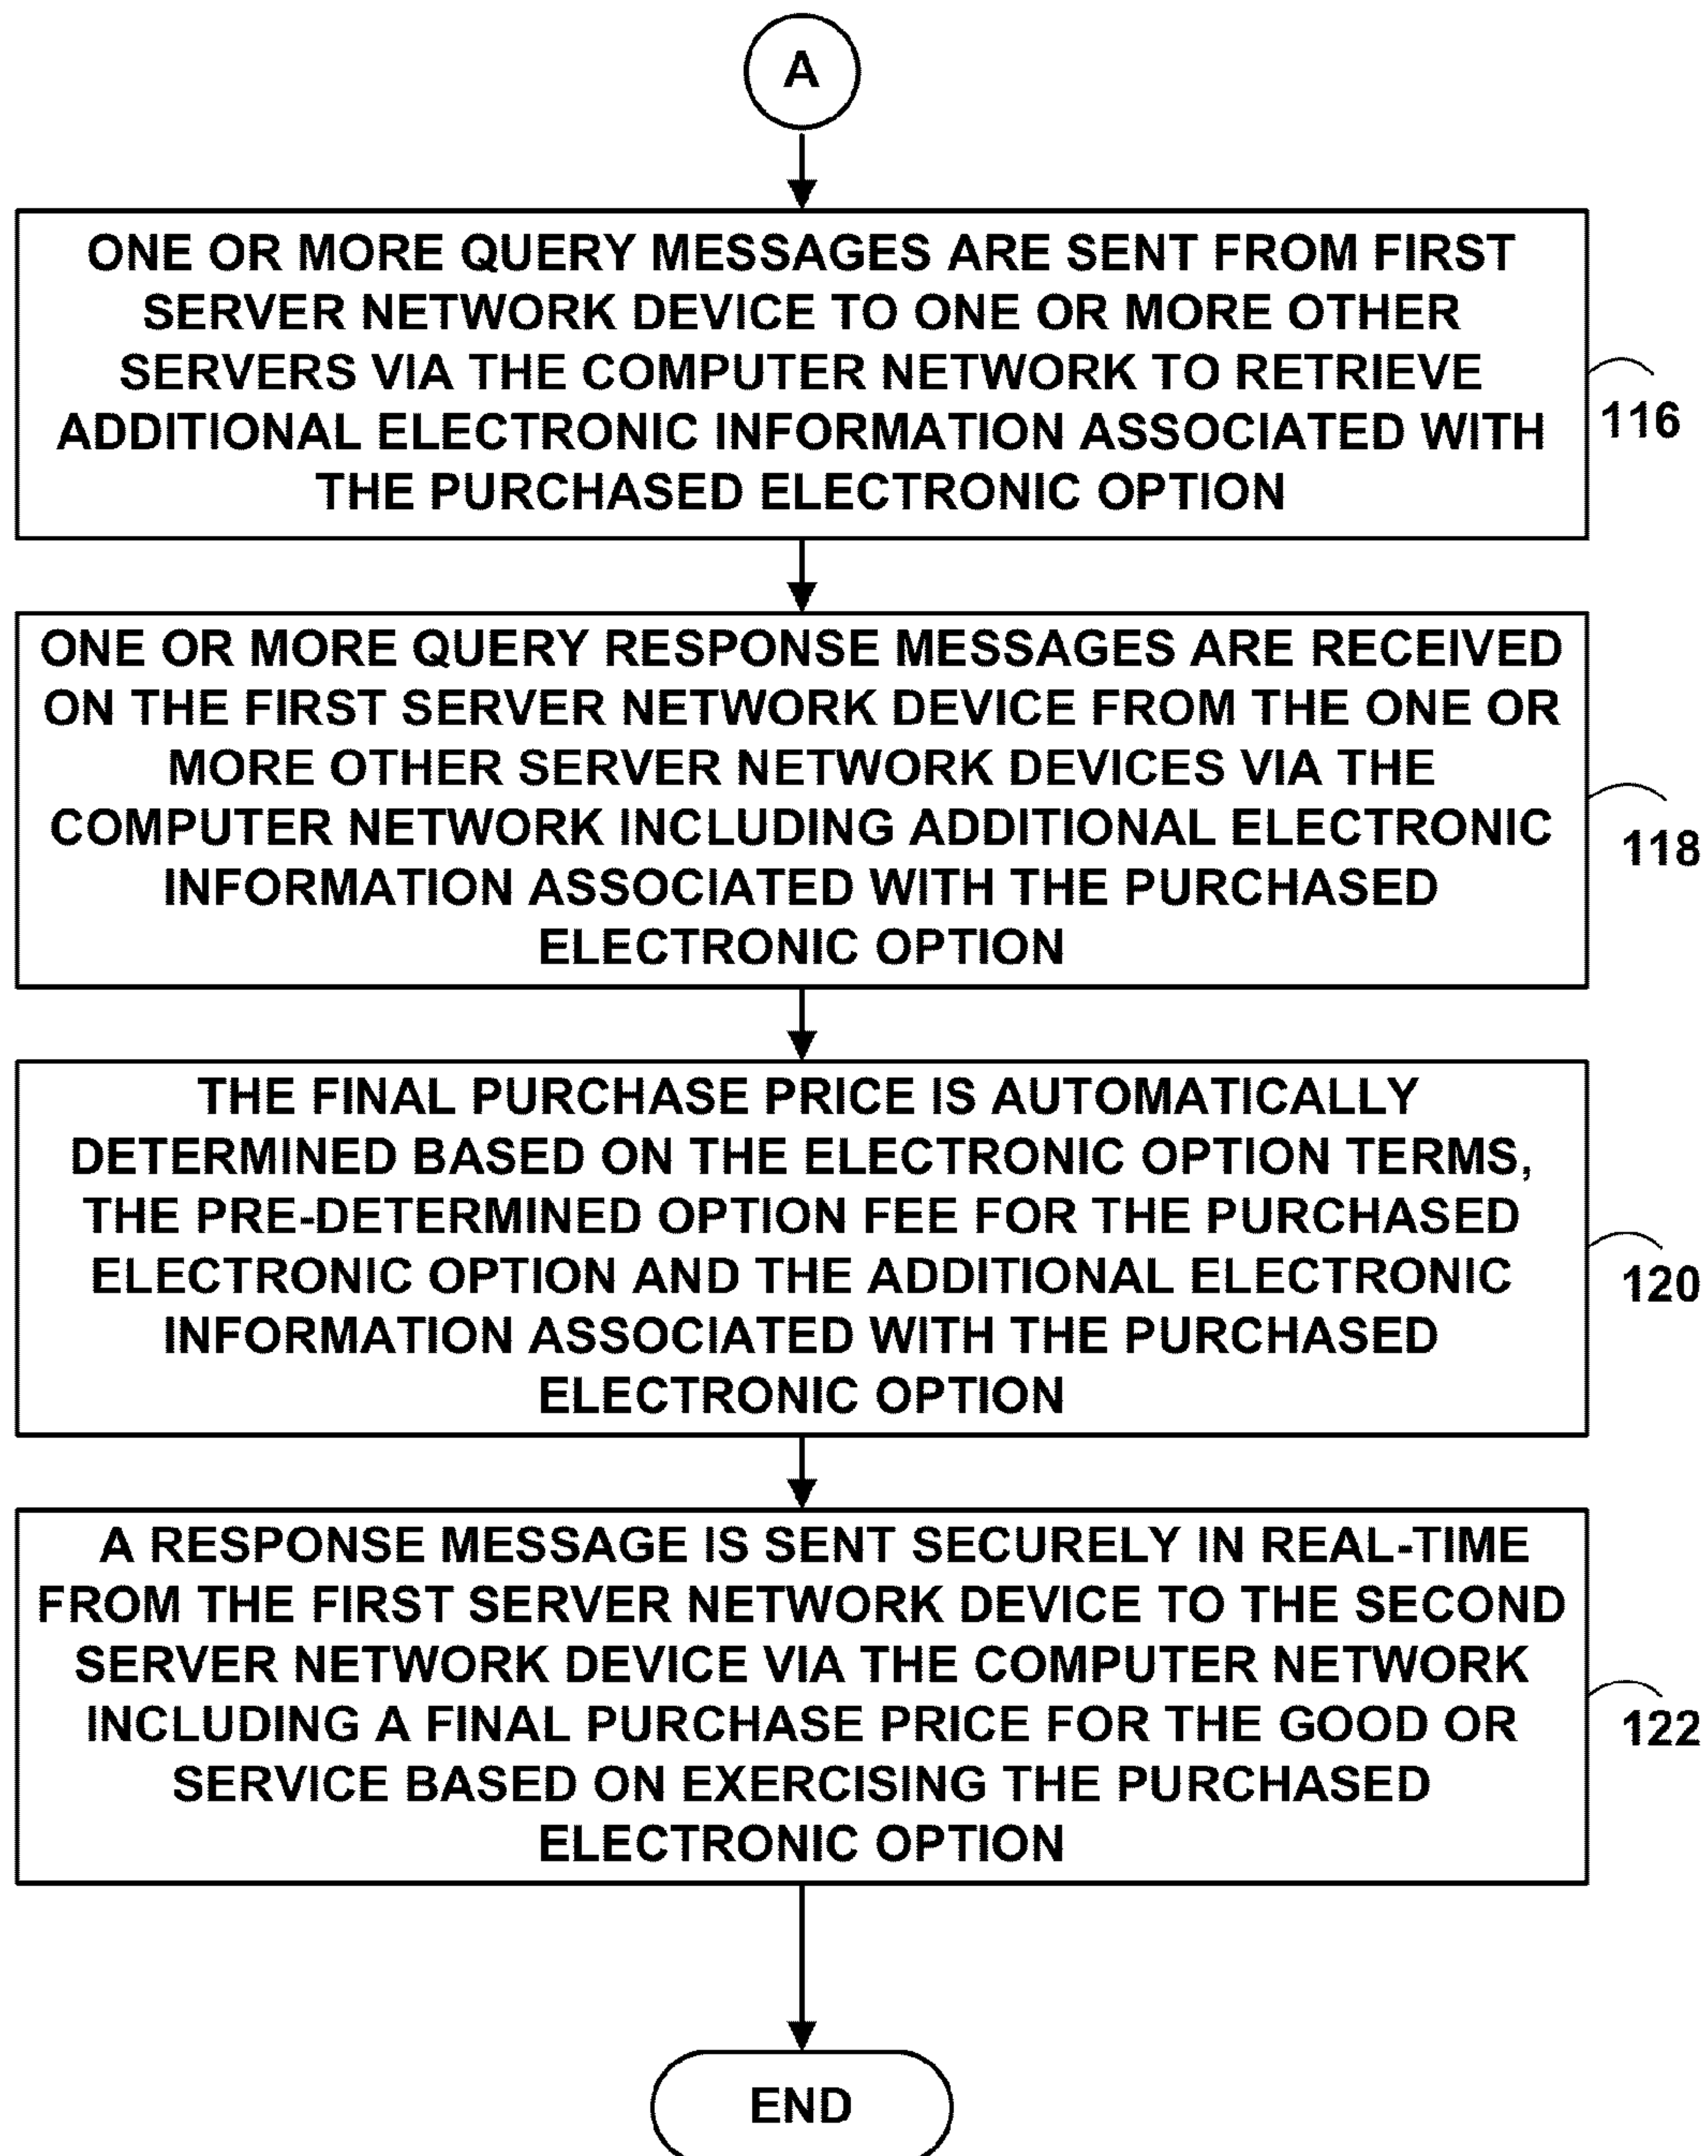 A
ONE OR MORE QUERY MESSAGES ARE SENT FROM FIRST
SERVER NETWORK DEVICE TO ONE OR MORE OTHER
SERVERS VIA THE COMPUTER NETWORK TO RETRIEVE
ADDITIONAL ELECTRONIC INFORMATION ASSOCIATED WITH
THE PURCHASED ELECTRONIC OPTION
116
ONE OR MORE QUERY RESPONSE MESSAGES ARE RECEIVED
ON THE FIRST SERVER NETWORK DEVICE FROM THE ONE OR
MORE OTHER SERVER NETWORK DEVICES VIA THE
COMPUTER NETWORK INCLUDING ADDITIONAL ELECTRONIC
INFORMATION ASSOCIATED WITH THE PURCHASED
ELECTRONIC OPTION
118
THE FINAL PURCHASE PRICE IS AUTOMATICALLY
DETERMINED BASED ON THE ELECTRONIC OPTION TERMS,
THE PRE-DETERMINED OPTION FEE FOR THE PURCHASED
ELECTRONIC OPTION AND THE ADDITIONAL ELECTRONIC
INFORMATION ASSOCIATED WITH THE PURCHASED
ELECTRONIC OPTION
120
A RESPONSE MESSAGE IS SENT SECURELY IN REAL-TIME
FROM THE FIRST SERVER NETWORK DEVICE TO THE SECOND
SERVER NETWORK DEVICE VIA THE COMPUTER NETWORK
INCLUDING A FINAL PURCHASE PRICE FOR THE GOOD OR
SERVICE BASED ON EXERCISING THE PURCHASED
ELECTRONIC OPTION
122
END